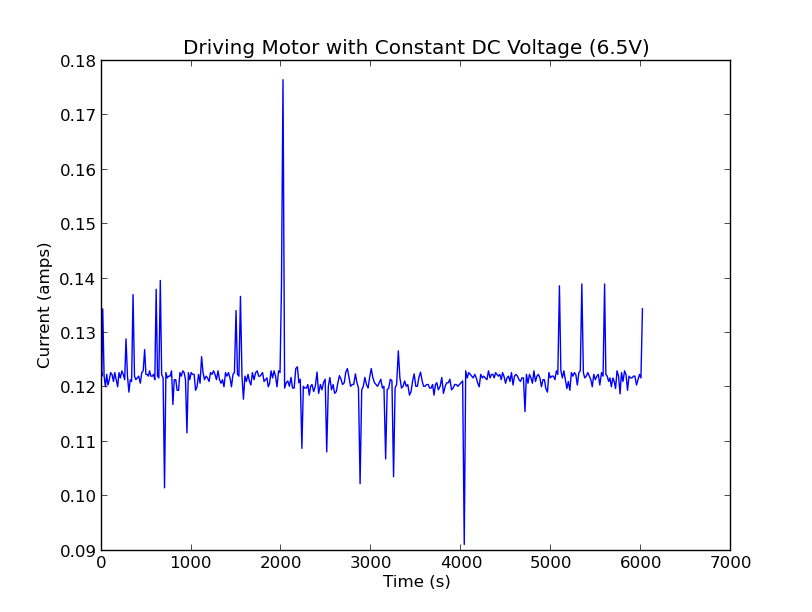 Driving Motor with Constant DC Voltage (6.5V)
0.18
0.17
0.16
0.15
0.14
0.13
0.12
0.11
0.10
0.09
Current (amps)
0 1000 2000 3000 4000 5000 6000 7000
Time (s)